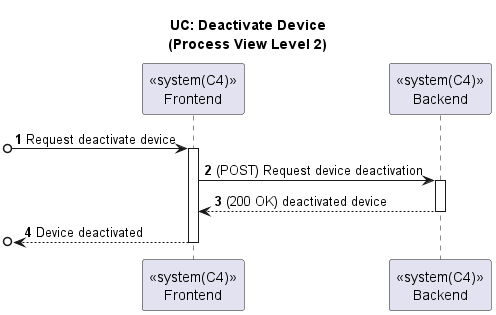 UC: Deactivate Device
(Process View Level 2)
«system(C4)»
Frontend
«system(C4)»
Backend
1 Request deactivate device
2 (POST) Request device deactivation
3 (200 OK) deactivated device
4 Device deactivated
«system(C4)»
Frontend
«system(C4)»
Backend